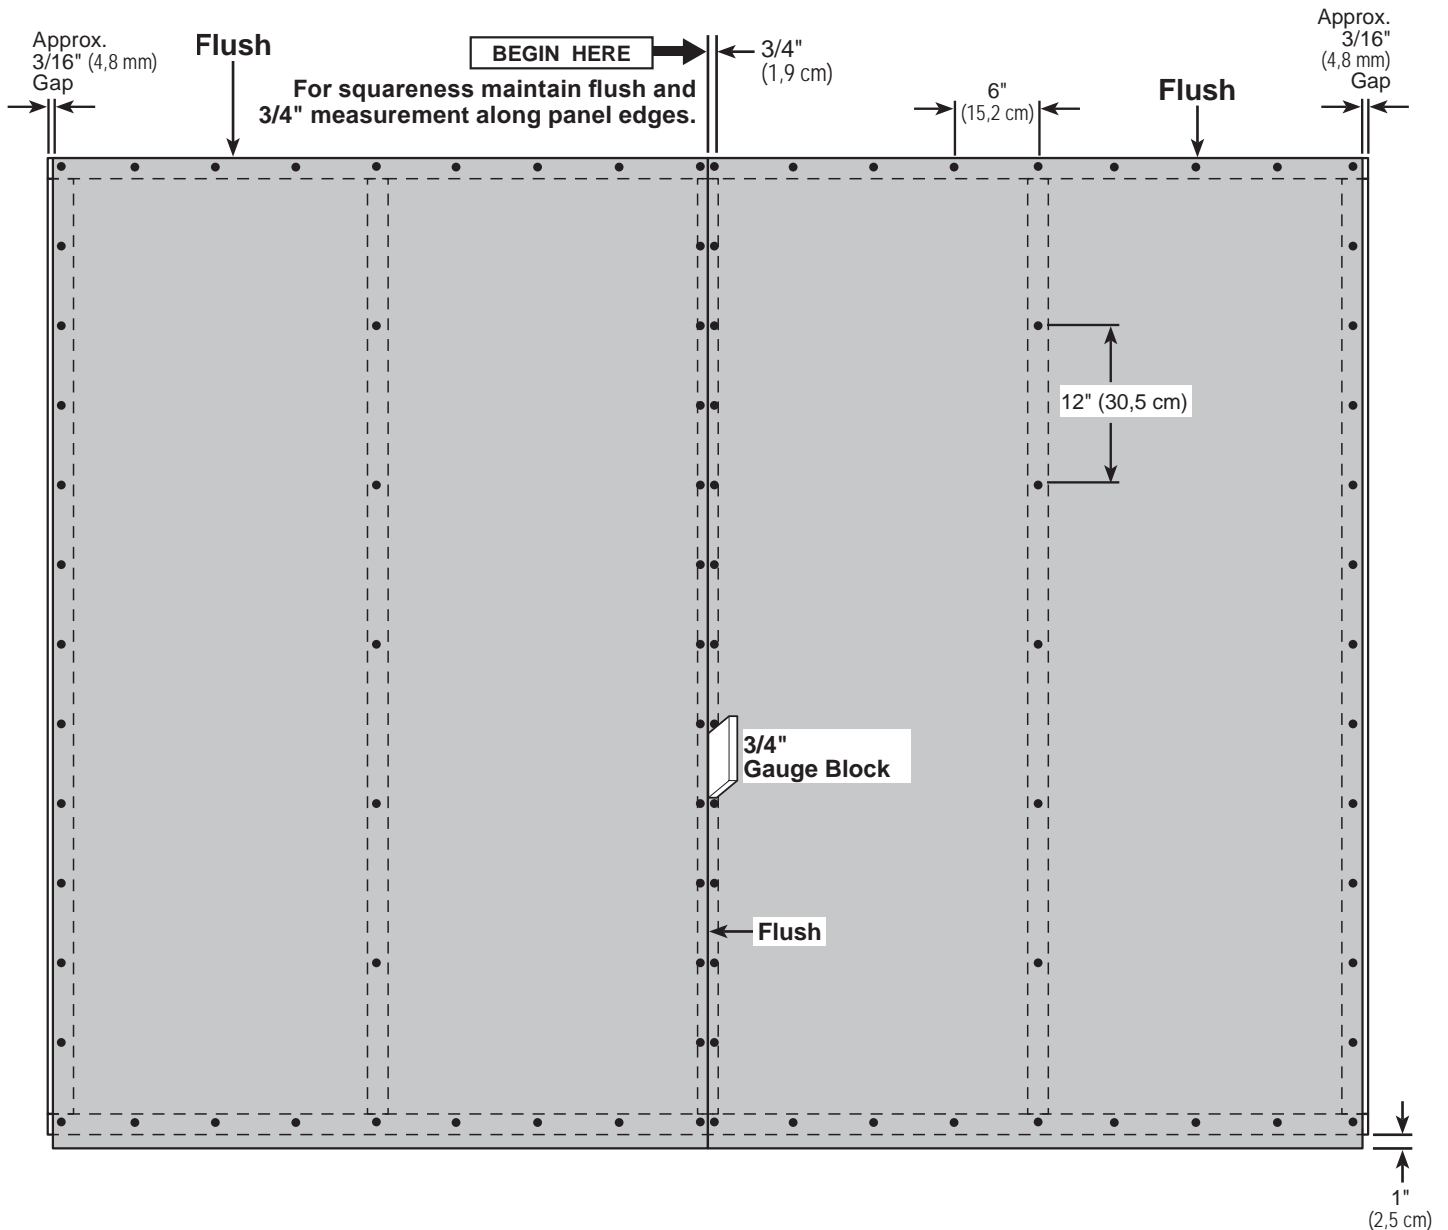 Approx.
3/16" (4,8 mm)
Gap
Flush
BEGIN HERE
For squareness maintain flush and
3/4" measurement along panel edges.
3/4"
(1,9 cm)
6"
(15,2 cm)
Flush
Approx.
3/16"
(4,8 mm)
Gap
12" (30,5 cm)
3/4"
Gauge Block
Flush
1"
(2,5 cm)